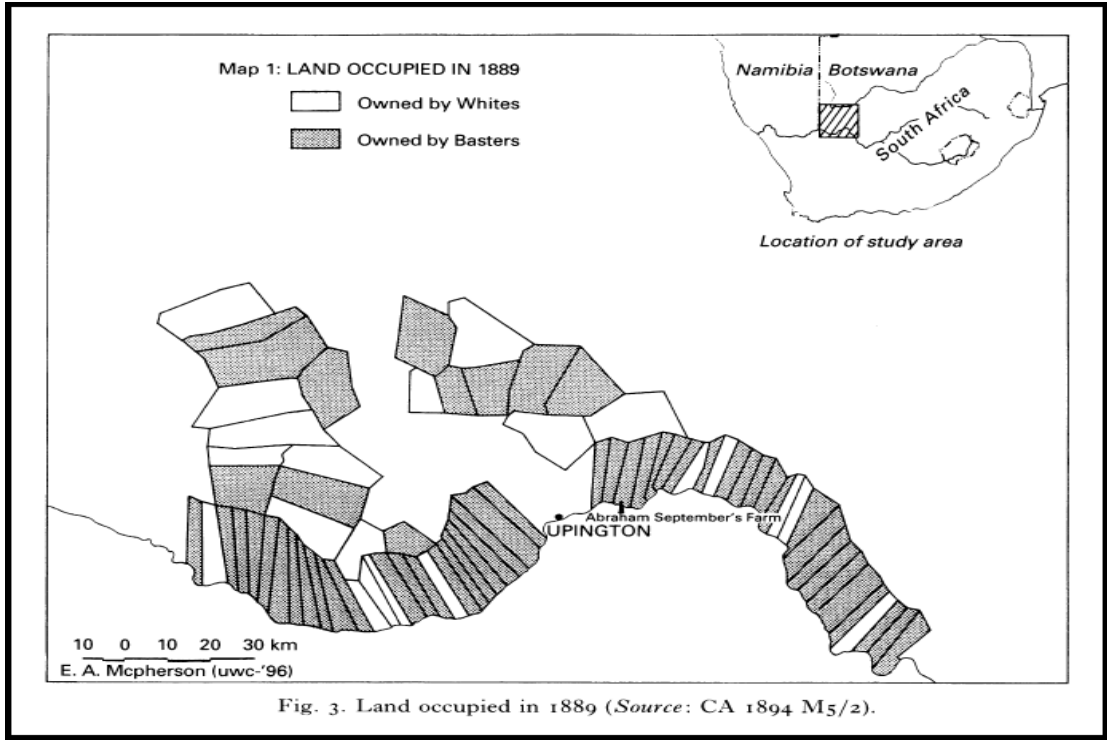 Map 1: LAND OCCUPIED IN 1889
Owned by Whites
Owned by Basters
Namibia
Botswana
South Africa
Location of study area
Abraham September's Farm
UPINGTON
10 0 10 20 30 km
E. A. Mcpherson (uwc-'96)
Fig. 3. Land occupied in 1889 (Source: CA 1894 M5/2).